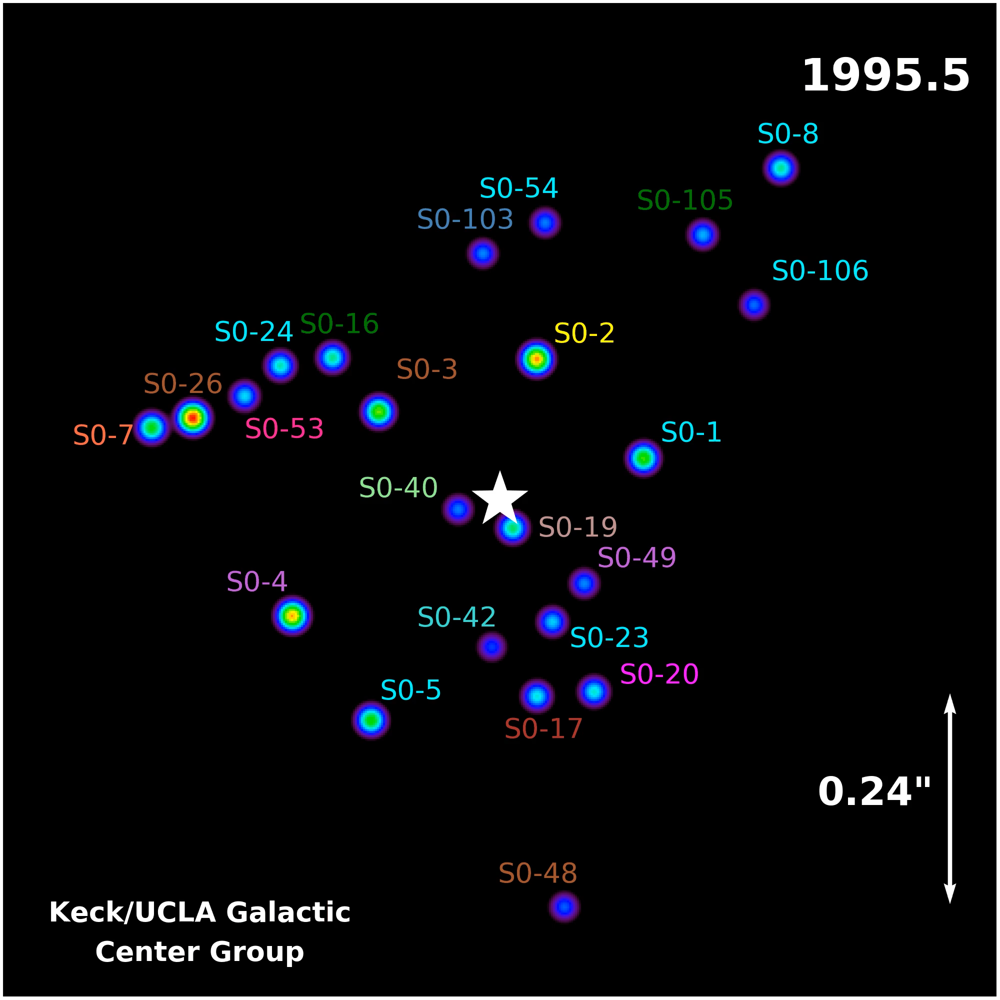 1995.5
S0-8
S0-54
S0-105
S0-103
S0-106
S0-24
S0-16
S0-2
S0-3
S0-26
S0-53
S0-7
S0-1
S0-40
S0-19
S0-49
S0-4
S0-42
S0-23
S0-20
S0-5
S0-17
0.24"
S0-48
Keck/UCLA Galactic
Center Group